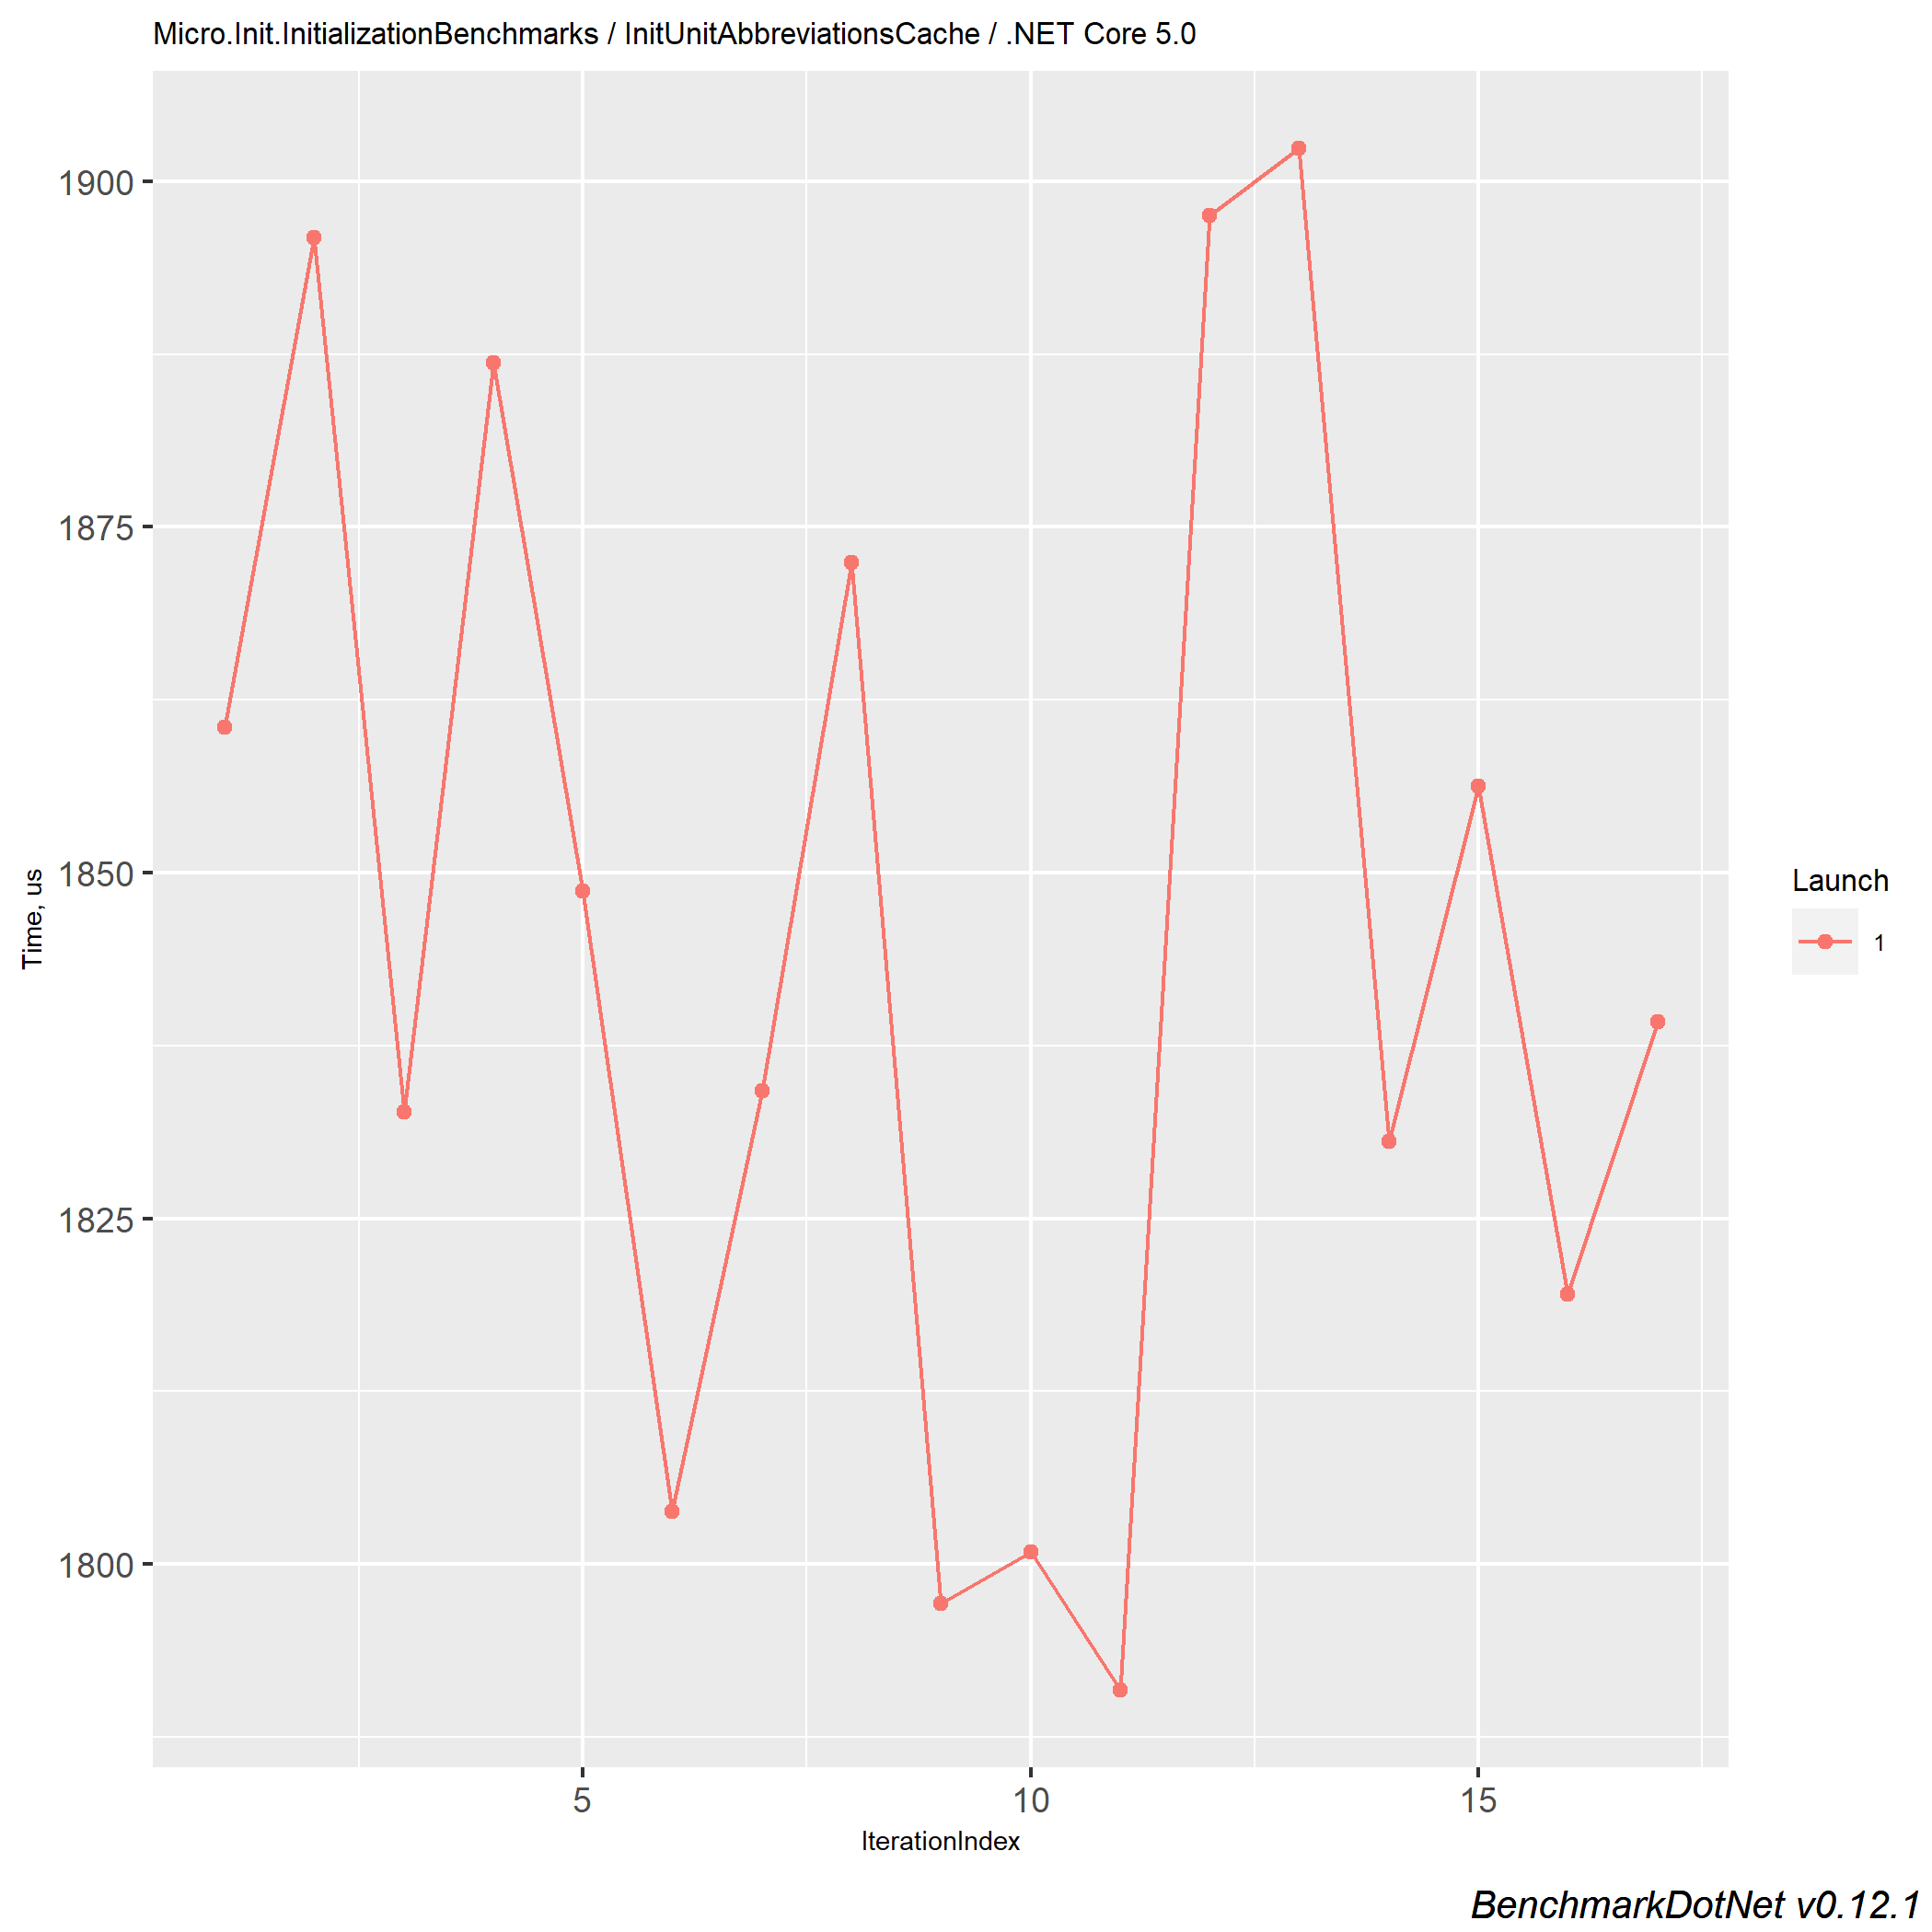 Micro.Init.InitializationBenchmarks / InitUnitAbbreviationsCache / .NET Core 5.0
1900
1875
1850
1825
1800
Time, us
5
10
15
IterationIndex
Launch
1
BenchmarkDotNet v0.12.1